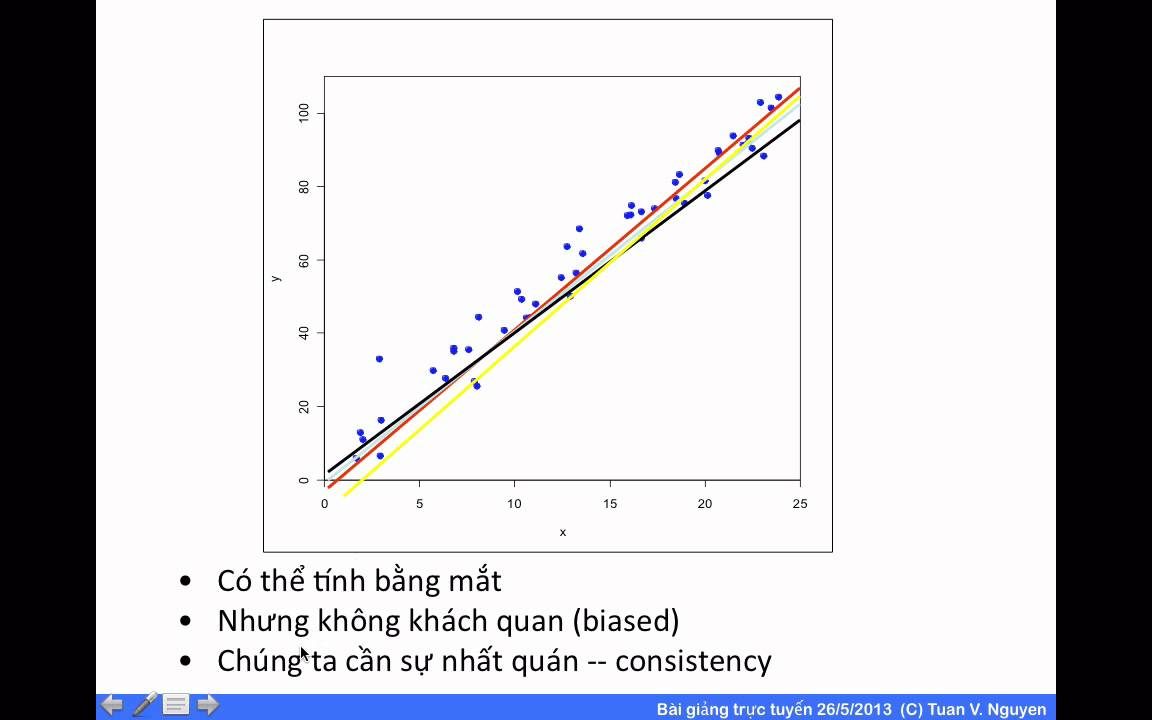 100
80
60
40
20
0
y
0 5 10 15 20 25
x
• Có thể tính bằng mắt
• Nhưng không khách quan (biased)
• Chúng ta cần sự nhất quán -- consistency
Bài giảng trực tuyến 26/5/2013 (C) Tuan V. Nguyen